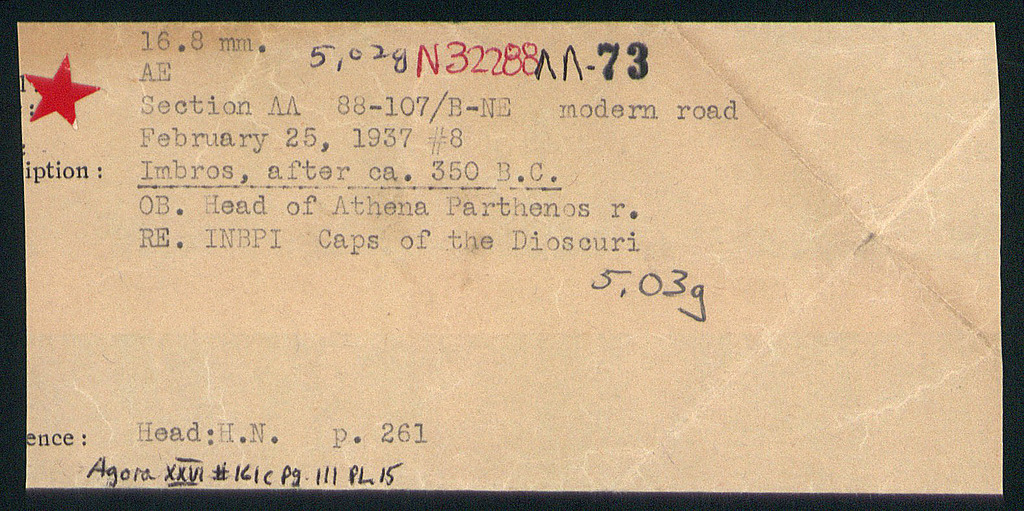 16.8 mm.
5,02g N32288 ΛΛ-73
AE
Section ΛΛ 88-107/B-NE modern road
February 25, 1937 #8
iption: Imbros, after ca. 350 B.C.
OB. Head of Athena Parthenos r.
RE. INBPI Caps of the Dioscuri
5,03g
ence: Head:H.N. p. 261
Agora XXVI #161c Pg. 111 PL 15